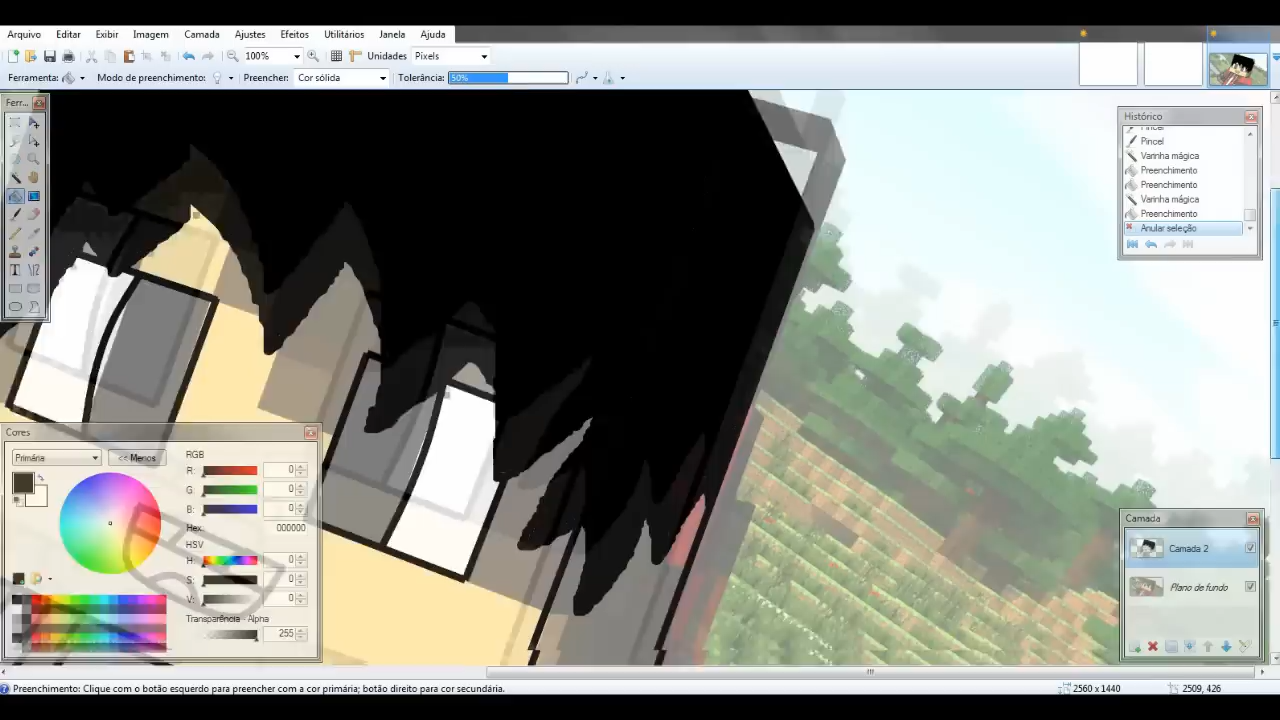 Arquivo Editar Exibir Imagem Camada Ajustes Efeitos Utilitários Janela Ajuda
100% Unidades Pixels
Ferramenta: Modo de preenchimento: Preencher: Cor sólida Tolerância: 50%
Ferr...
Histórico
Pincel
Pincel
Varinha mágica
Preenchimento
Preenchimento
Varinha mágica
Preenchimento
Anular seleção
Cores
Primária << Menos
RGB
R: 0
G: 0
B: 0
Hex: 000000
HSV
H: 0
S: 0
V: 0
Transparência - Alpha
255
Camada
Camada 2
Plano de fundo
Preenchimento: Clique com o botão esquerdo para preencher com a cor primária; botão direito para cor secundária. 2560 x 1440 2509, 426